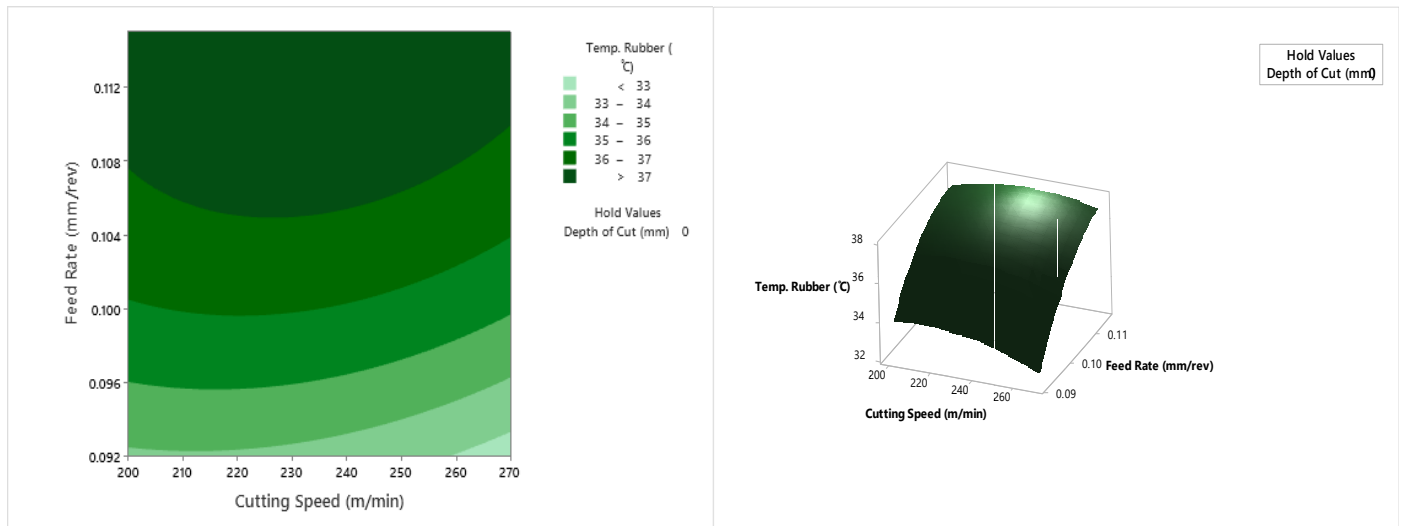 Temp. Rubber (
℃)
< 33
33 – 34
34 – 35
35 – 36
36 – 37
> 37
Hold Values
Depth of Cut (mm) 0
0.112
0.108
0.104
0.100
0.096
0.092
Feed Rate (mm/rev)
200 210 220 230 240 250 260 270
Cutting Speed (m/min)
Hold Values
Depth of Cut (mm) 0
38
36
34
32
Temp. Rubber (℃)
200
220
240
260
Cutting Speed (m/min)
0.11
0.10
0.09
Feed Rate (mm/rev)